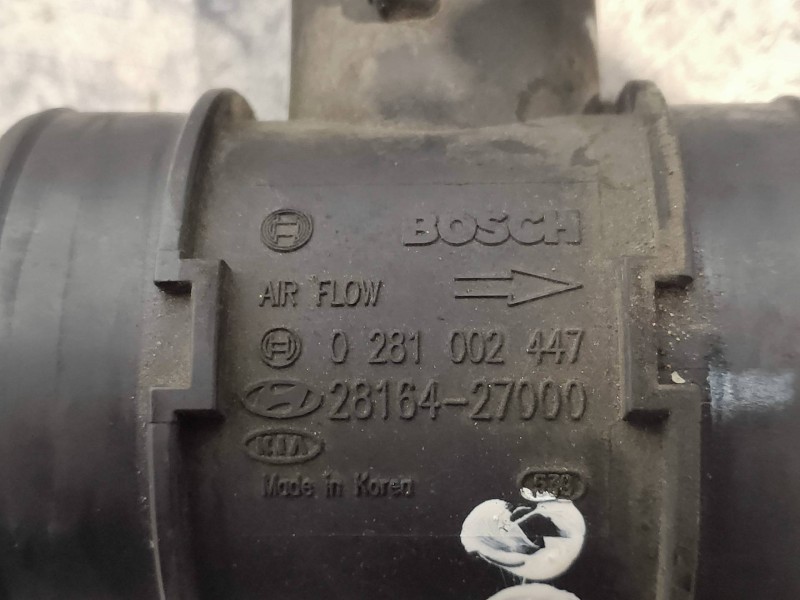 BOSCH
AIR FLOW
0 281 002 447
28164-27000
KIA
Made in Korea